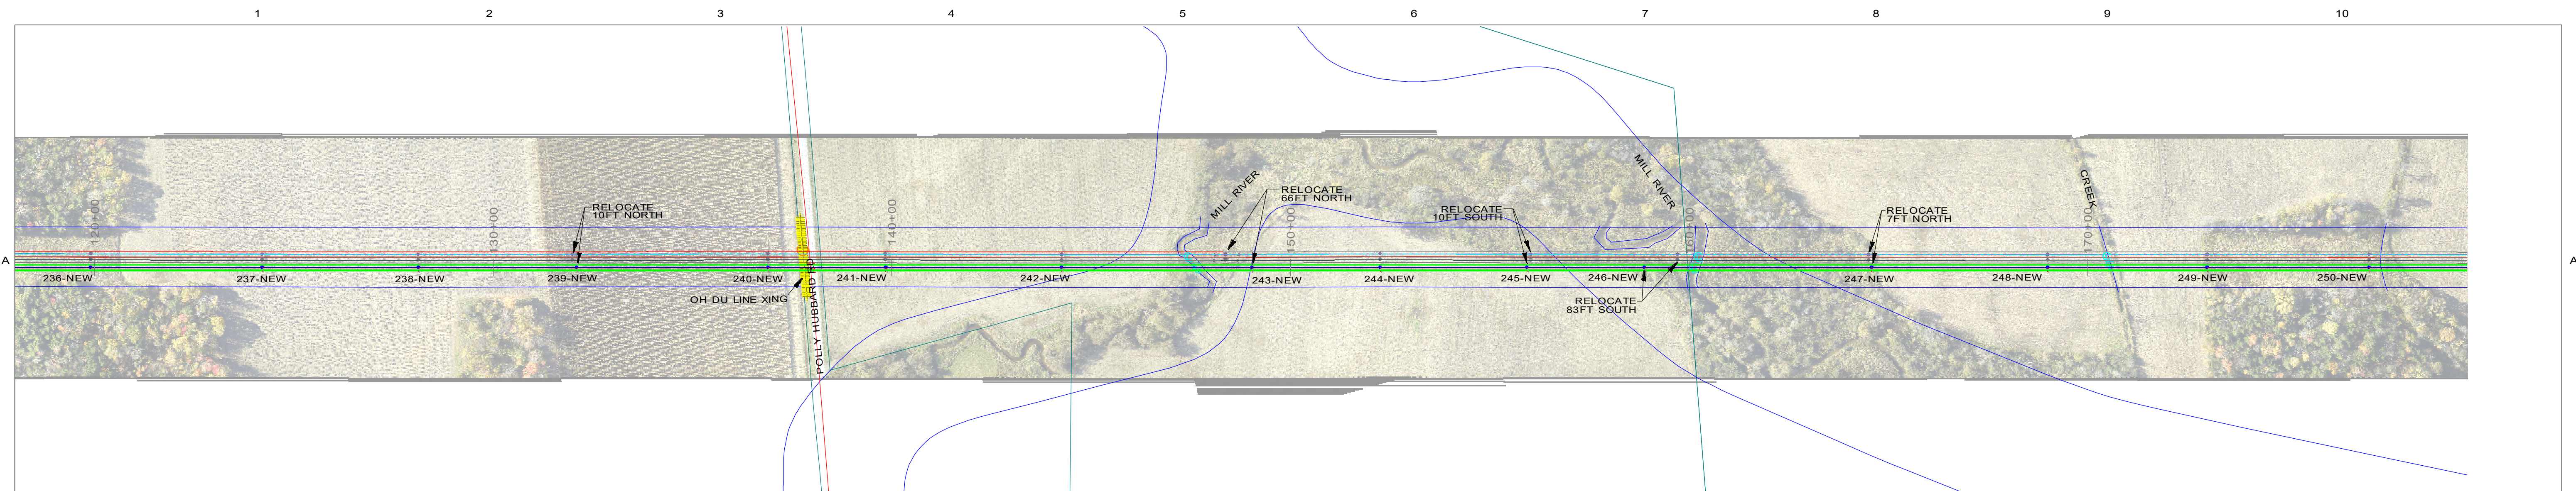 1 2 3 4 5 6 7 8 9 10
A
A
120+00
130+00
140+00
150+00
160+00
170+00
RELOCATE
10FT NORTH
MILL RIVER
RELOCATE
66FT NORTH
RELOCATE
10FT SOUTH
MILL RIVER
RELOCATE
7FT NORTH
CREEK
236-NEW
237-NEW
238-NEW
239-NEW
240-NEW
241-NEW
242-NEW
243-NEW
244-NEW
245-NEW
246-NEW
247-NEW
248-NEW
249-NEW
250-NEW
OH DU LINE XING
POLLY HUBBARD RD
RELOCATE
83FT SOUTH